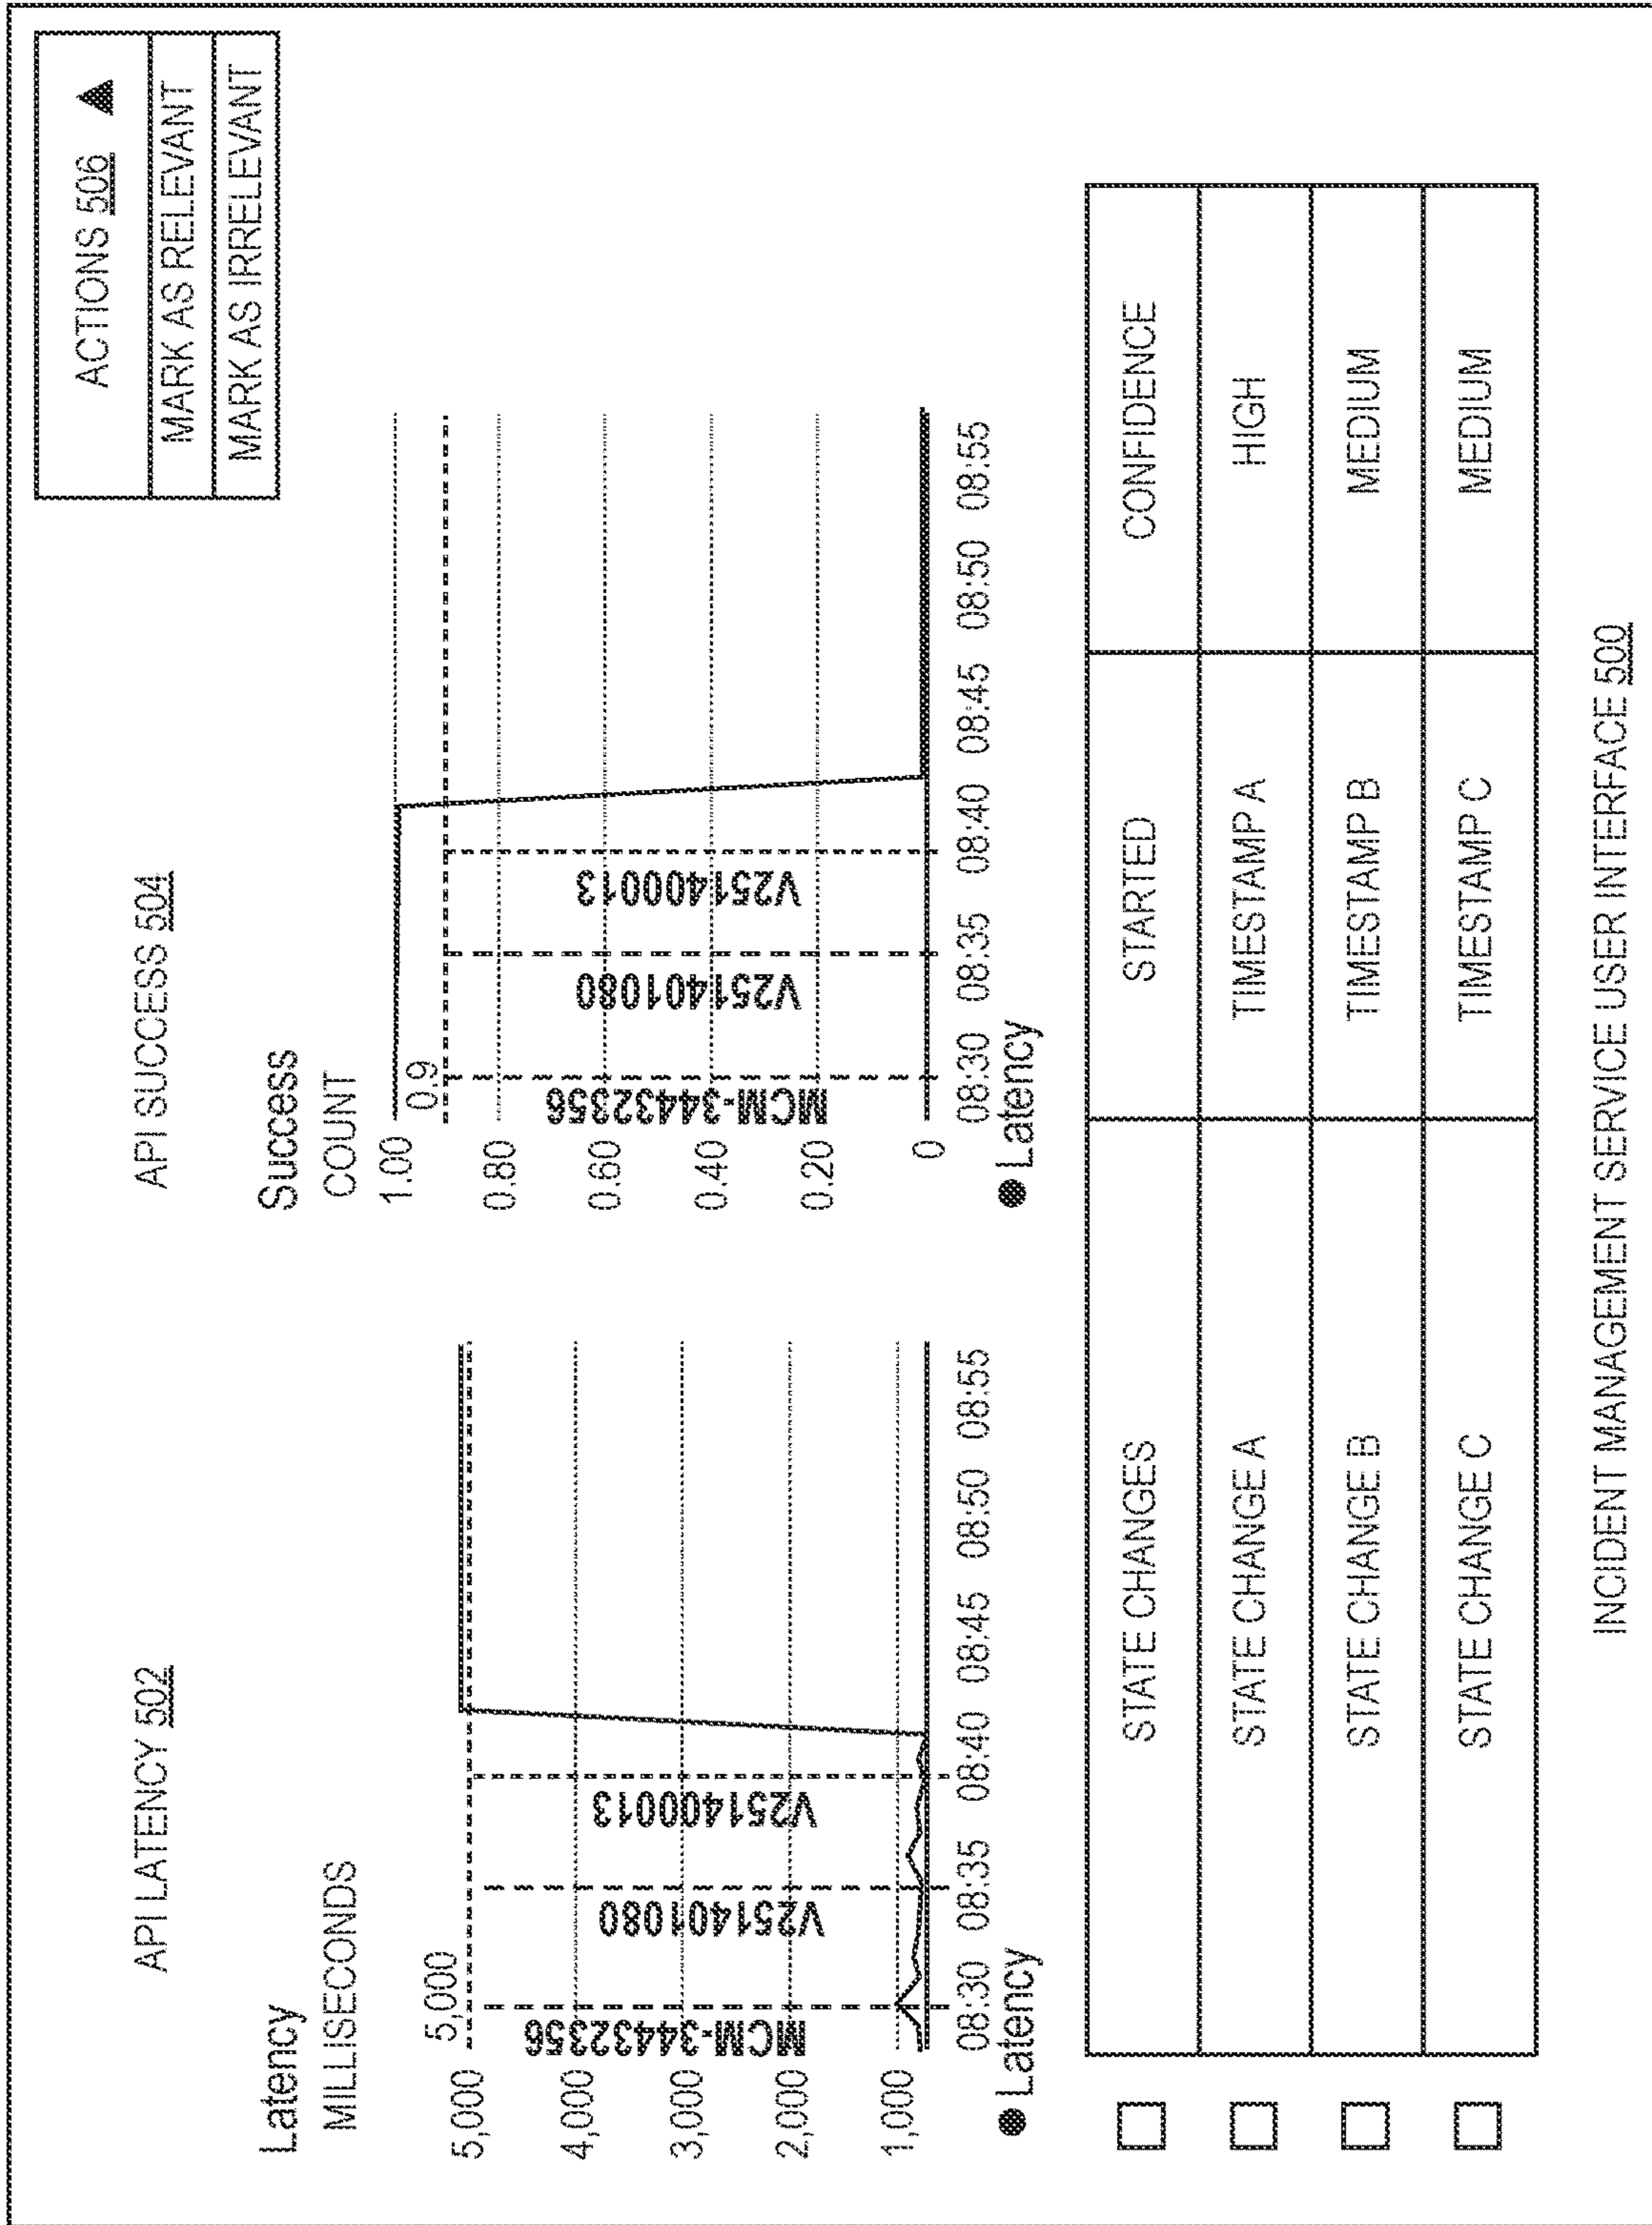 ACTIONS 506
MARK AS RELEVANT
MARK AS IRRELEVANT
API LATENCY 502
Latency
MILLISECONDS
5,000
5,000
4,000
3,000
2,000
1,000
MCM-34432356
V251401080
V251400013
08:30 08:35 08:40 08:45 08:50 08:55
Latency
API SUCCESS 504
Success
COUNT
1.00
0.9
0.80
0.60
0.40
0.20
0
MCM-34432356
V251401080
V251400013
08:30 08:35 08:40 08:45 08:50 08:55
Latency
STATE CHANGES STARTED CONFIDENCE
STATE CHANGE A TIMESTAMP A HIGH
STATE CHANGE B TIMESTAMP B MEDIUM
STATE CHANGE C TIMESTAMP C MEDIUM
INCIDENT MANAGEMENT SERVICE USER INTERFACE 500